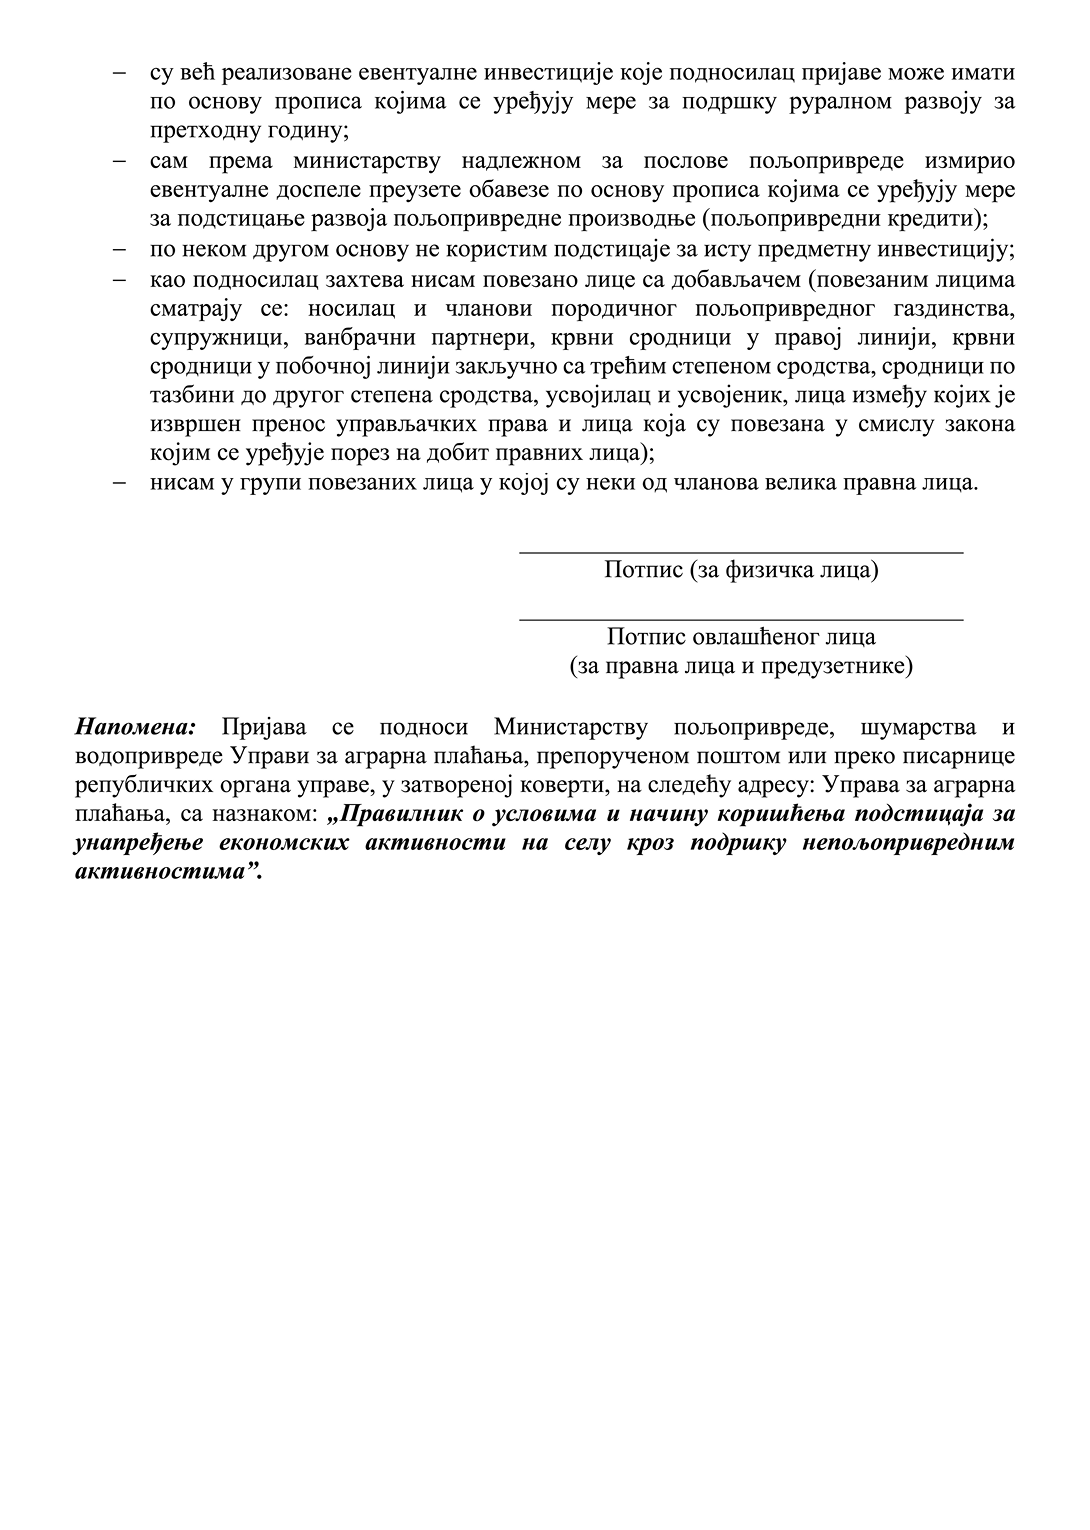 – су већ реализоване евентуалне инвестиције које подносилац пријаве може имати
по основу прописа којима се уређују мере за подршку руралном развоју за
претходну годину;
– сам према министарству надлежном за послове пољопривреде измирио
евентуалне доспеле преузете обавезе по основу прописа којима се уређују мере
за подстицање развоја пољопривредне производње (пољопривредни кредити);
– по неком другом основу не користим подстицаје за исту предметну инвестицију;
– као подносилац захтева нисам повезано лице са добављачем (повезаним лицима
сматрају се: носилац и чланови породичног пољопривредног газдинства,
супружници, ванбрачни партнери, крвни сродници у правој линији, крвни
сродници у побочној линији закључно са трећим степеном сродства, сродници по
тазбини до другог степена сродства, усвојилац и усвојеник, лица између којих је
извршен пренос управљачких права и лица која су повезана у смислу закона
којим се уређује порез на добит правних лица);
– нисам у групи повезаних лица у којој су неки од чланова велика правна лица.
Потпис (за физичка лица)
Потпис овлашћеног лица
(за правна лица и предузетнике)
Напомена: Пријава се подноси Министарству пољопривреде, шумарства и
водопривреде Управи за аграрна плаћања, препорученом поштом или преко писарнице
републичких органа управе, у затвореној коверти, на следећу адресу: Управа за аграрна
плаћања, са назнаком: „Правилник о условима и начину коришћења подстицаја за
унапређење економских активности на селу кроз подршку непољопривредним
активностима”.